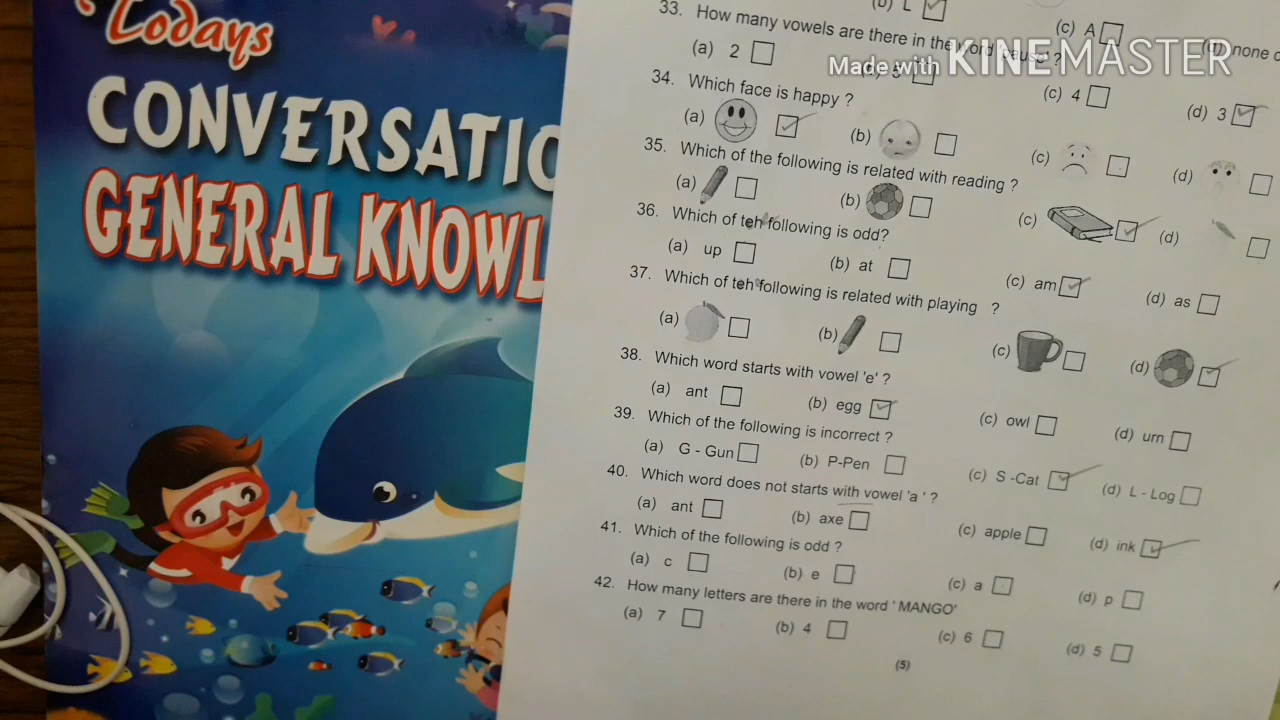 Todays
CONVERSATIO
GENERAL KNOWL
Made with KINEMASTER
(b) L (c) A none
33. How many vowels are there in the word 'cause' ?
(a) 2 (b) 5 (c) 4 (d) 3
34. Which face is happy ?
(a) (b) (c) (d)
35. Which of the following is related with reading ?
(a) (b) (c) (d)
36. Which of teh following is odd?
(a) up (b) at (c) am (d) as
37. Which of teh following is related with playing ?
(a) (b) (c) (d)
38. Which word starts with vowel 'e' ?
(a) ant (b) egg (c) owl (d) urn
39. Which of the following is incorrect ?
(a) G - Gun (b) P-Pen (c) S -Cat (d) L - Log
40. Which word does not starts with vowel 'a ' ?
(a) ant (b) axe (c) apple (d) ink
41. Which of the following is odd ?
(a) c (b) e (c) a (d) p
42. How many letters are there in the word ' MANGO'
(a) 7 (b) 4 (c) 6 (d) 5
(5)